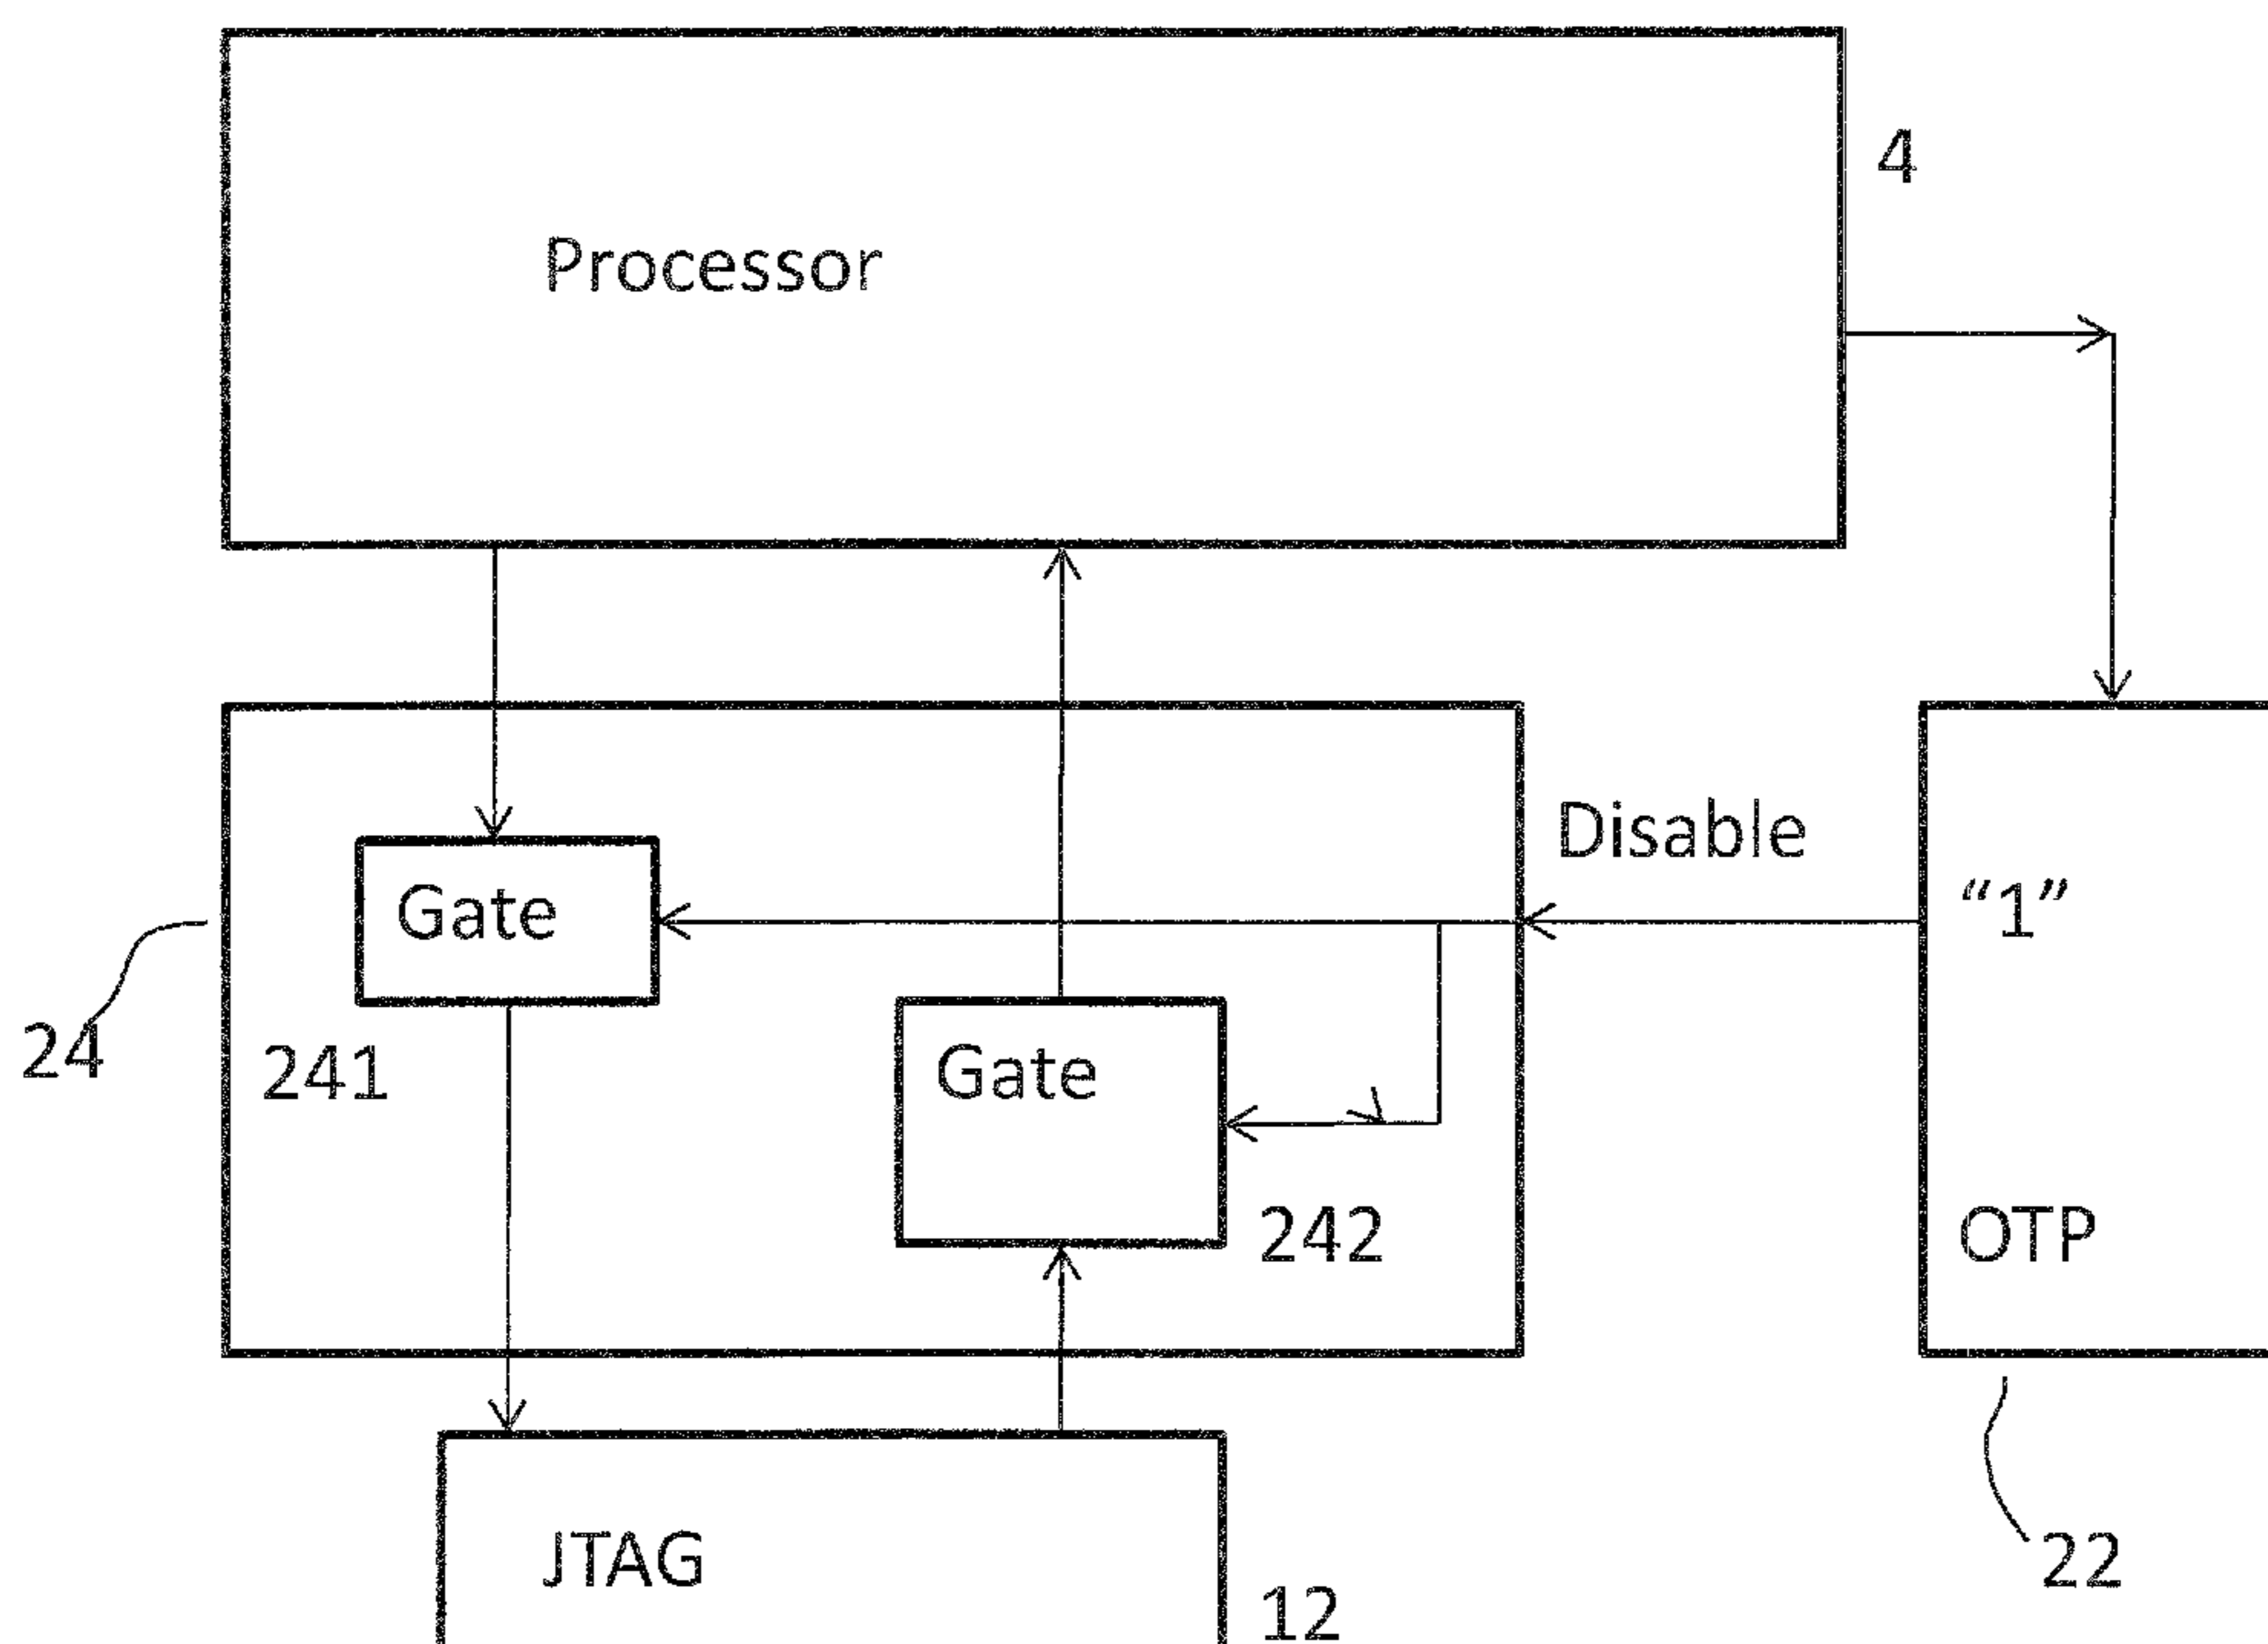 4
Processor
Disable
Gate
“1”
24
241
Gate
242
OTP
JTAG
12
22